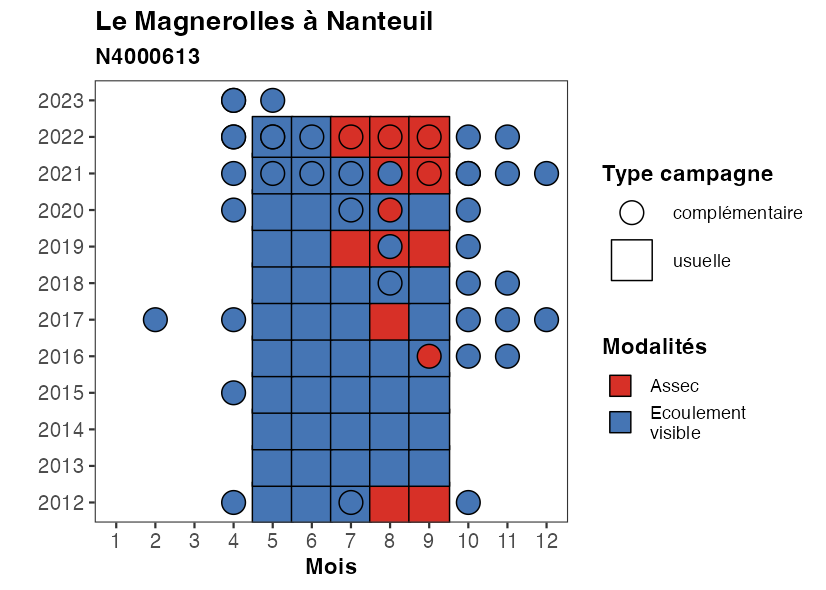 Le Magnerolles à Nanteuil
N4000613
2023
2022
2021
2020
2019
2018
2017
2016
2015
2014
2013
2012
1 2 3 4 5 6 7 8 9 10 11 12
Mois
Type campagne
complémentaire
usuelle
Modalités
Assec
Ecoulement
visible